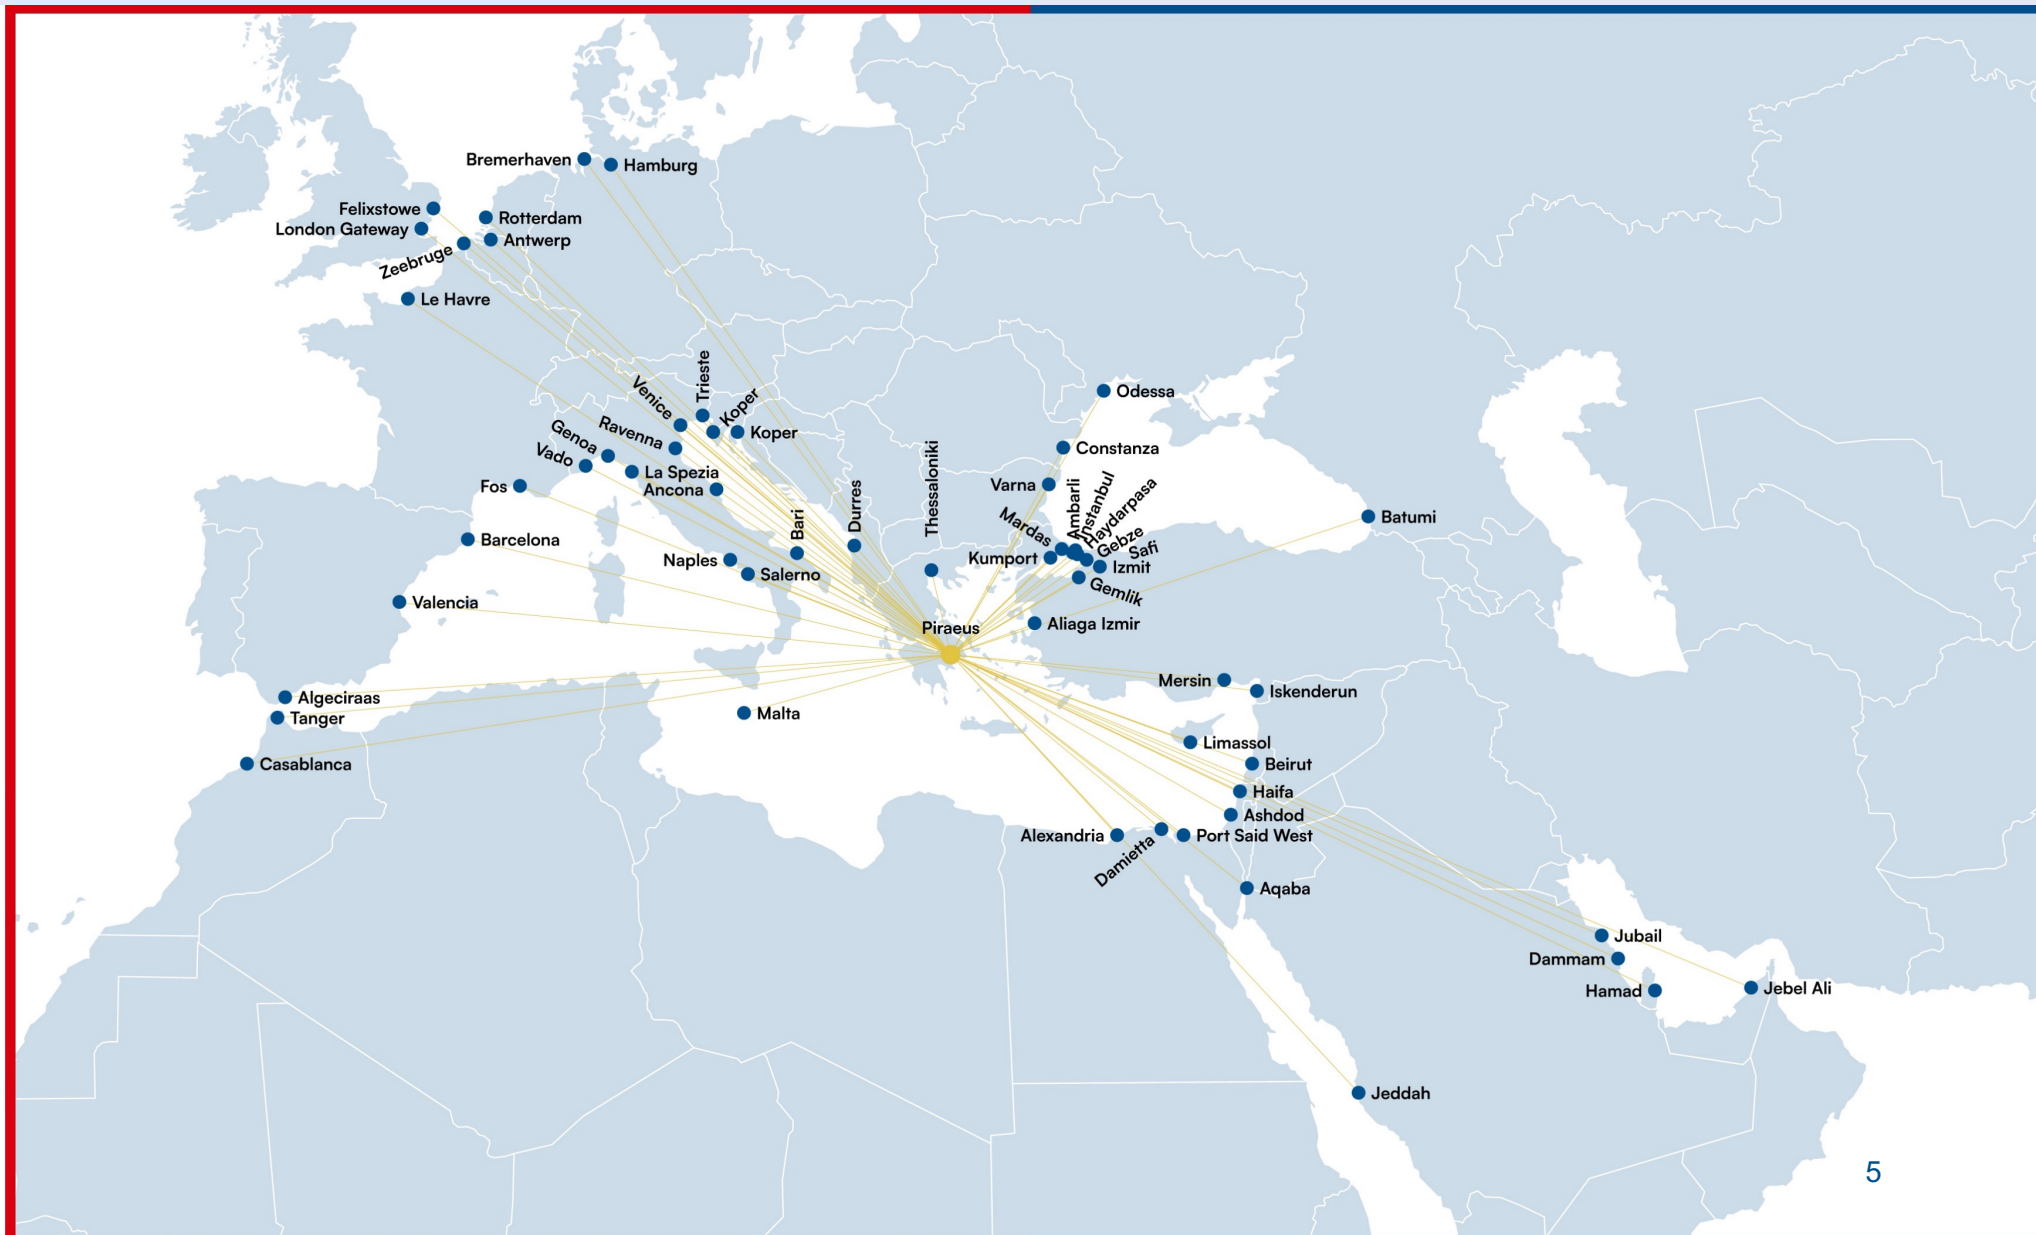 Bremerhaven
Hamburg
Felixstowe
Rotterdam
London Gateway
Antwerp
Zeebruge
Le Havre
Trieste
Venice
Koper
Koper
Ravenna
Genoa
Vado
La Spezia
Ancona
Fos
Barcelona
Bari
Durres
Thessaloniki
Naples
Salerno
Valencia
Odessa
Constanza
Varna
Mardas
Ambarli
Instanbul
Haydarpasa
Gebze
Safi
Kumport
Izmit
Gemlik
Batumi
Aliaga Izmir
Piraeus
Algeciraas
Tanger
Casablanca
Malta
Mersin
Iskenderun
Limassol
Beirut
Haifa
Ashdod
Alexandria
Damietta
Port Said West
Aqaba
Jubail
Dammam
Hamad
Jebel Ali
Jeddah
5